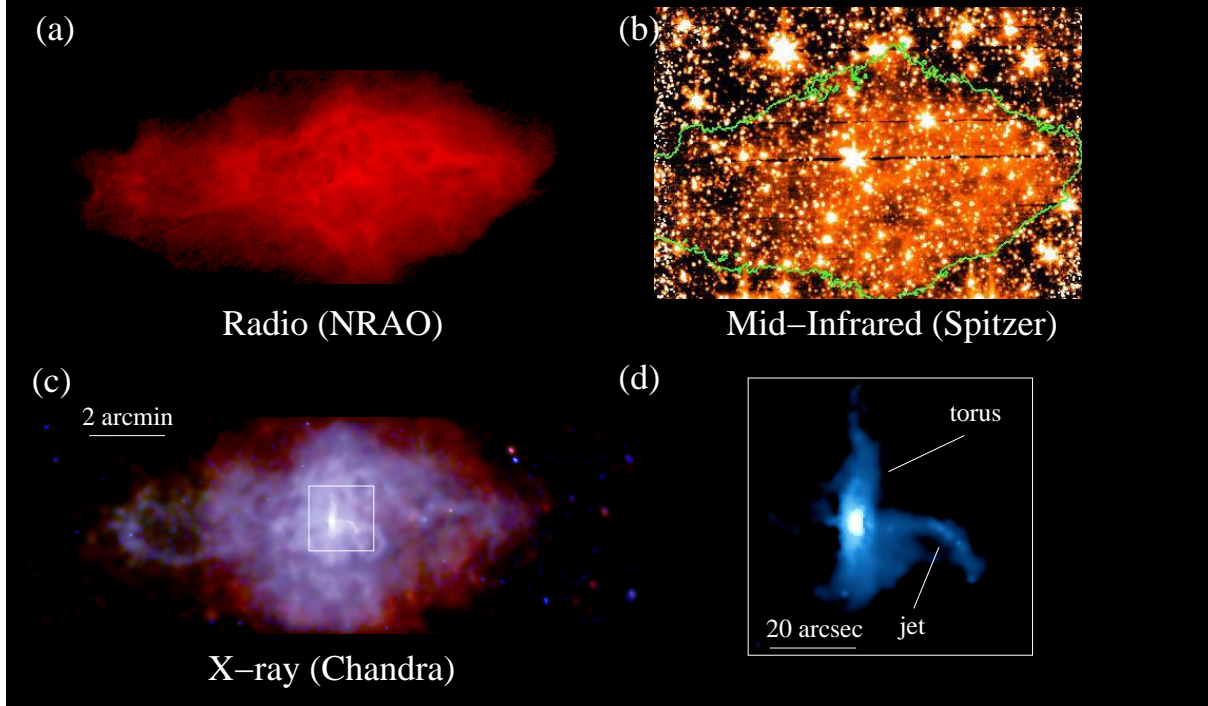 (a)
(b)
Radio (NRAO)
Mid−Infrared (Spitzer)
(c)
(d)
2 arcmin
torus
20 arcsec
jet
X−ray (Chandra)